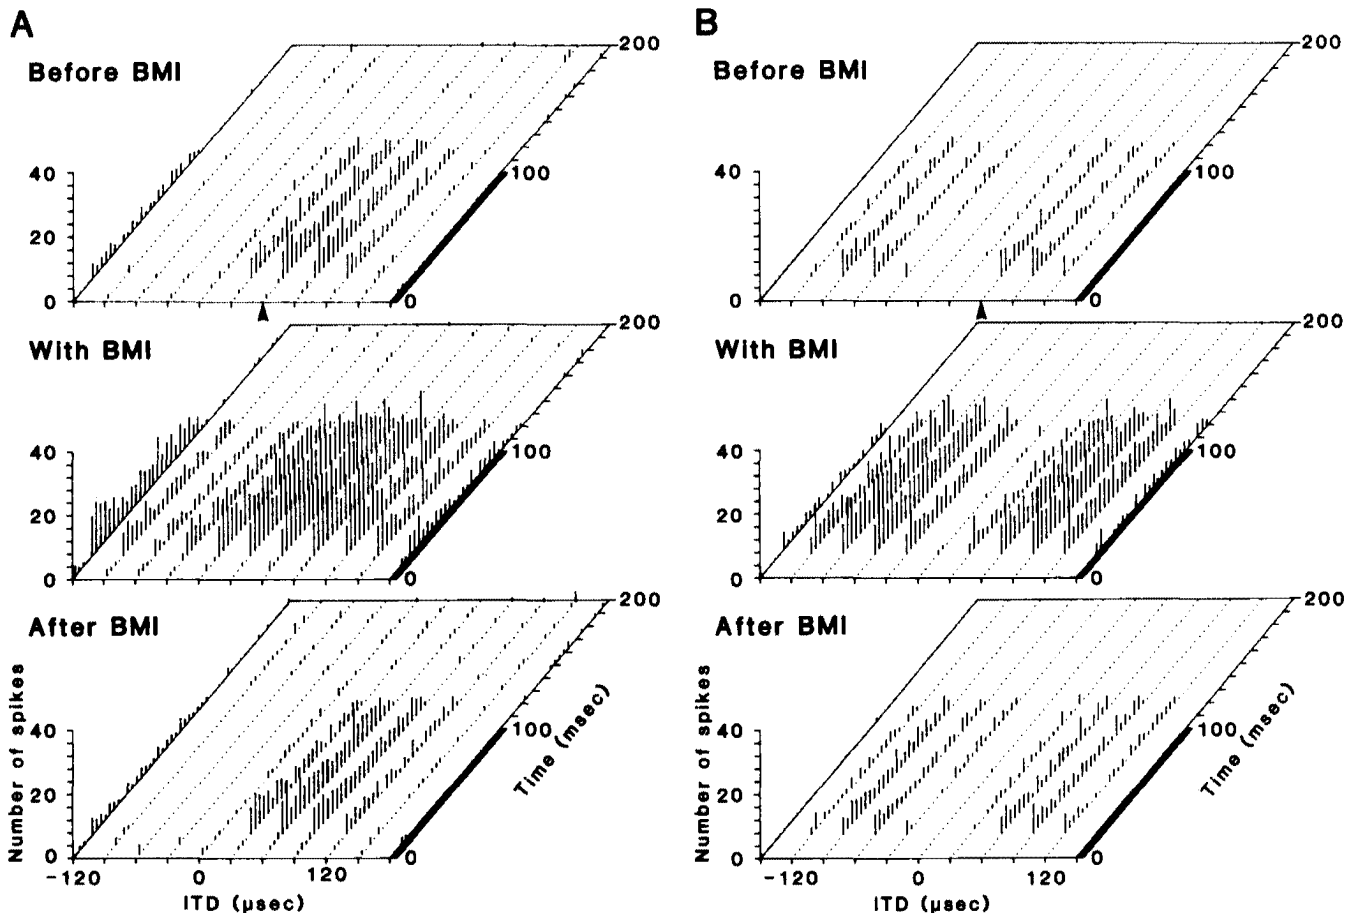 A
B
Before BMI
200
Before BMI
200
40
20
0
100
0
40
20
0
100
0
With BMI
200
With BMI
200
40
20
0
100
0
40
20
0
100
0
After BMI
200
After BMI
200
Number of spikes
40
20
0
100
0
Time (msec)
Number of spikes
40
20
0
100
0
Time (msec)
-120 0 120
ITD (μsec)
-120 0 120
ITD (μsec)